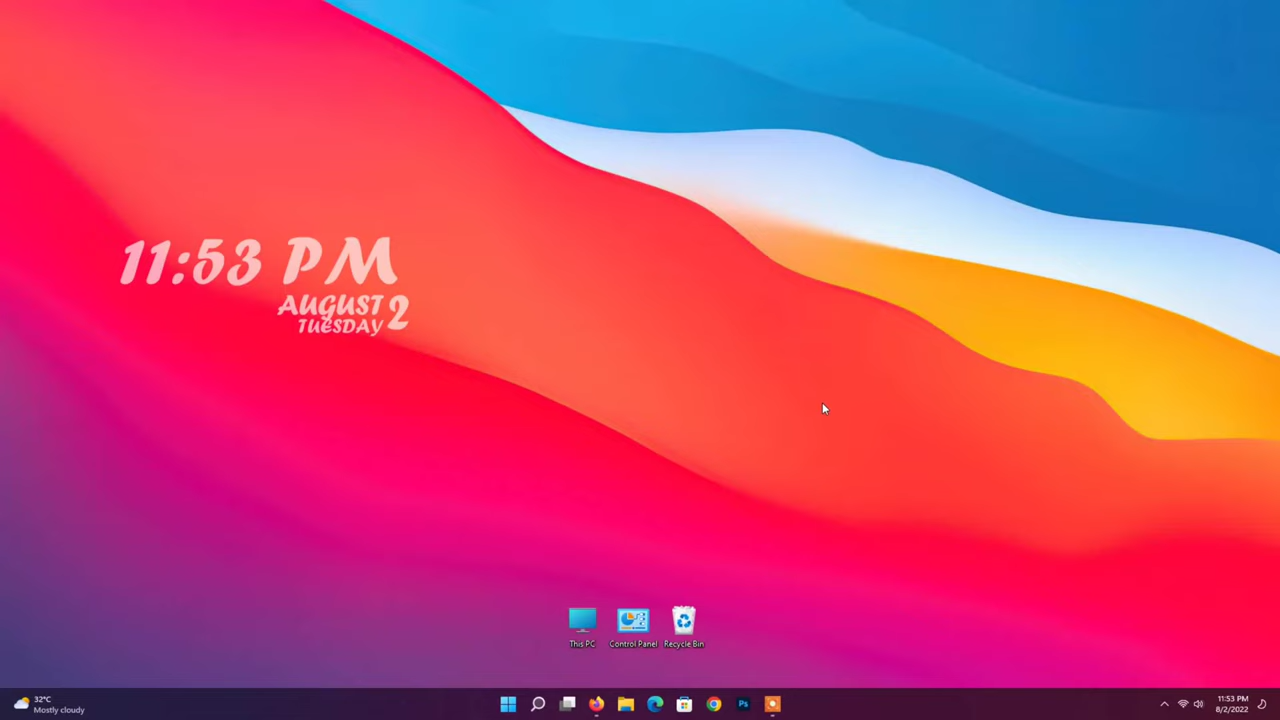 11:53 PM
AUGUST 2
TUESDAY
This PC
Control Panel
Recycle Bin
32°C
Mostly cloudy
Ps
11:53 PM
8/2/2022